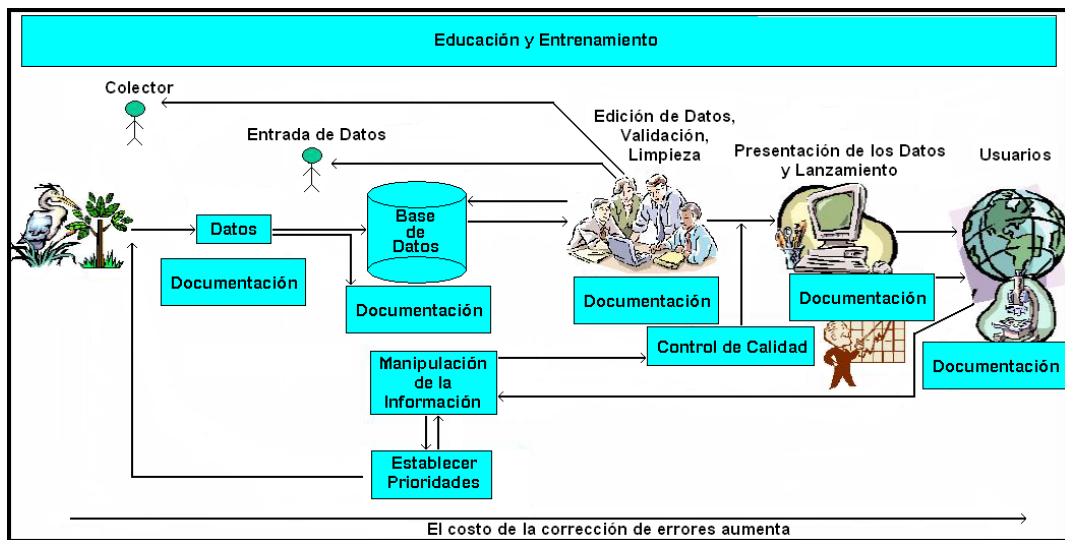 Educación y Entrenamiento
Colector
Entrada de Datos
Edición de Datos,
Validación,
Limpieza
Presentación de los Datos
y Lanzamiento
Usuarios
Datos
Base
de
Datos
Documentación
Documentación
Documentación
Documentación
Documentación
Control de Calidad
Manipulación
de la
Información
Establecer
Prioridades
El costo de la corrección de errores aumenta